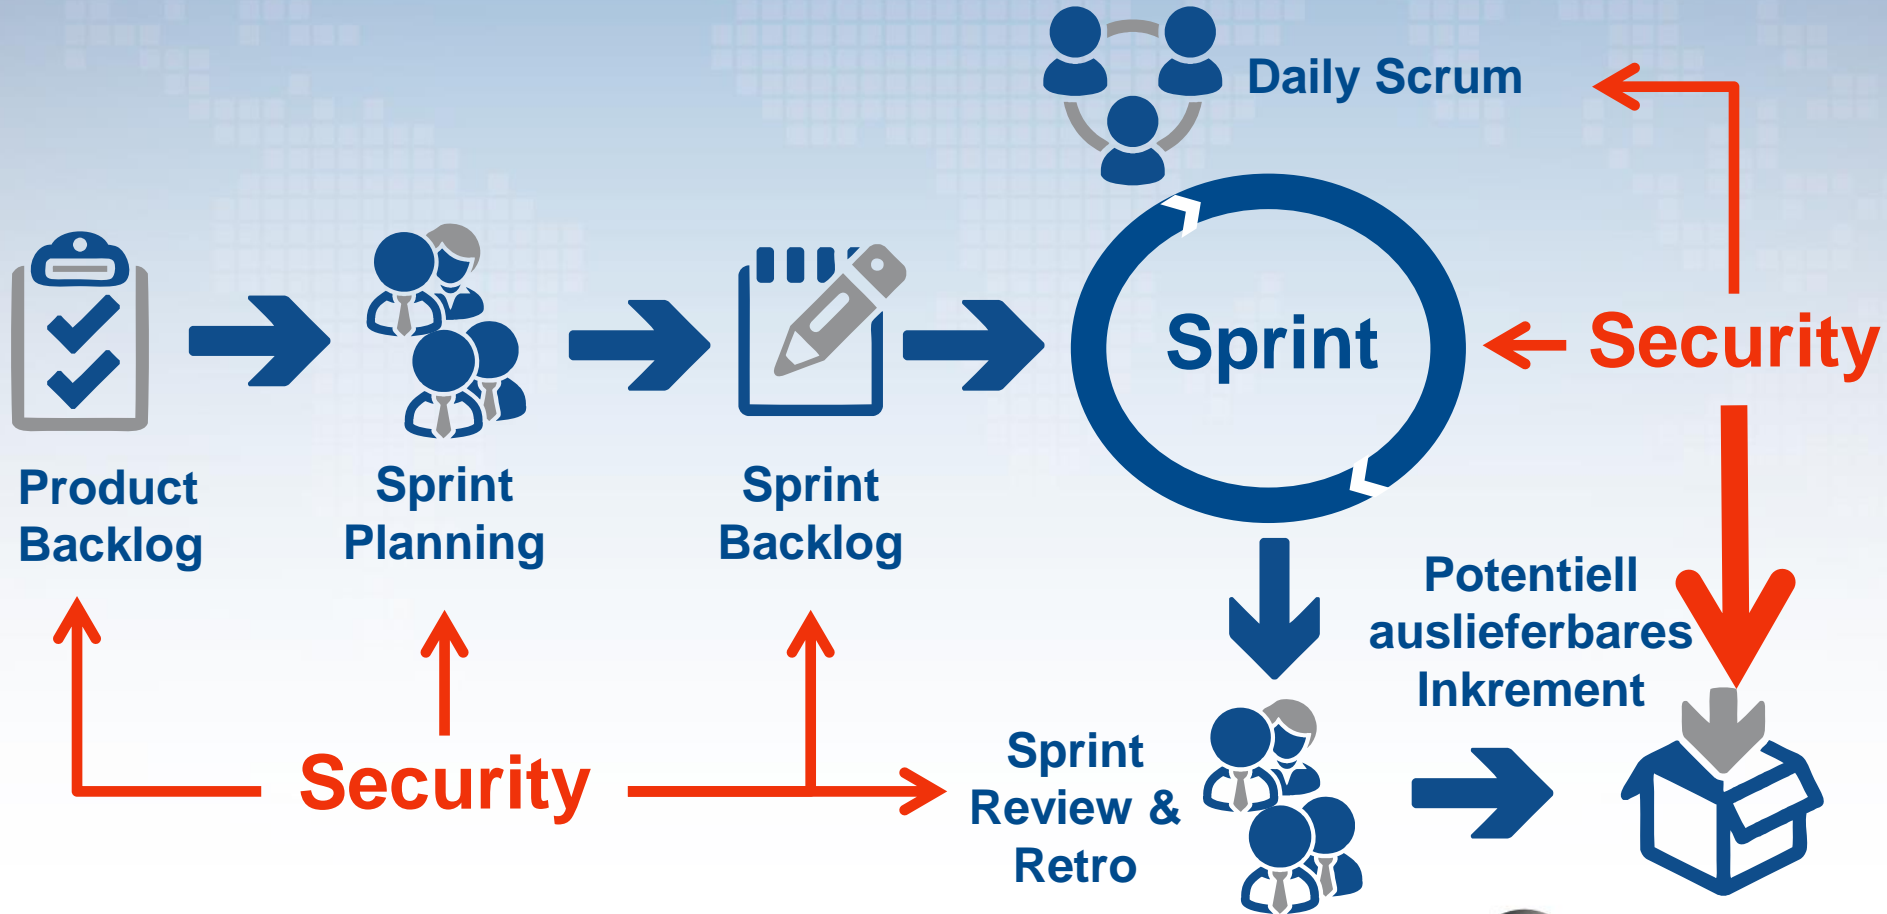 Daily Scrum
Sprint
Security
Product
Backlog
Sprint
Planning
Sprint
Backlog
Potentiell
auslieferbares
Inkrement
Security
Sprint
Review &
Retro